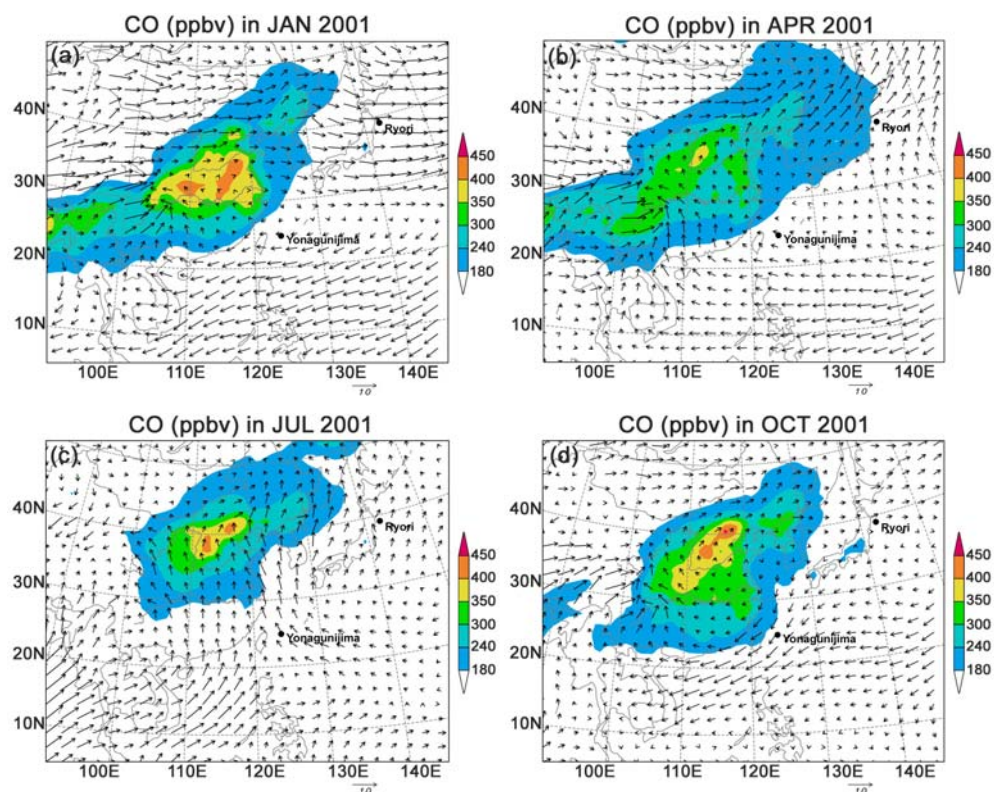 CO (ppbv) in JAN 2001
(a)
40N
30N
20N
10N
Ryori
Yonagunijima
100E 110E 120E 130E 140E
10
450
400
350
300
240
180
CO (ppbv) in APR 2001
(b)
40N
30N
20N
10N
Ryori
Yonagunijima
100E 110E 120E 130E 140E
10
450
400
350
300
240
180
CO (ppbv) in JUL 2001
(c)
40N
30N
20N
10N
Ryori
Yonagunijima
100E 110E 120E 130E 140E
10
450
400
350
300
240
180
CO (ppbv) in OCT 2001
(d)
40N
30N
20N
10N
Ryori
Yonagunijima
100E 110E 120E 130E 140E
10
450
400
350
300
240
180